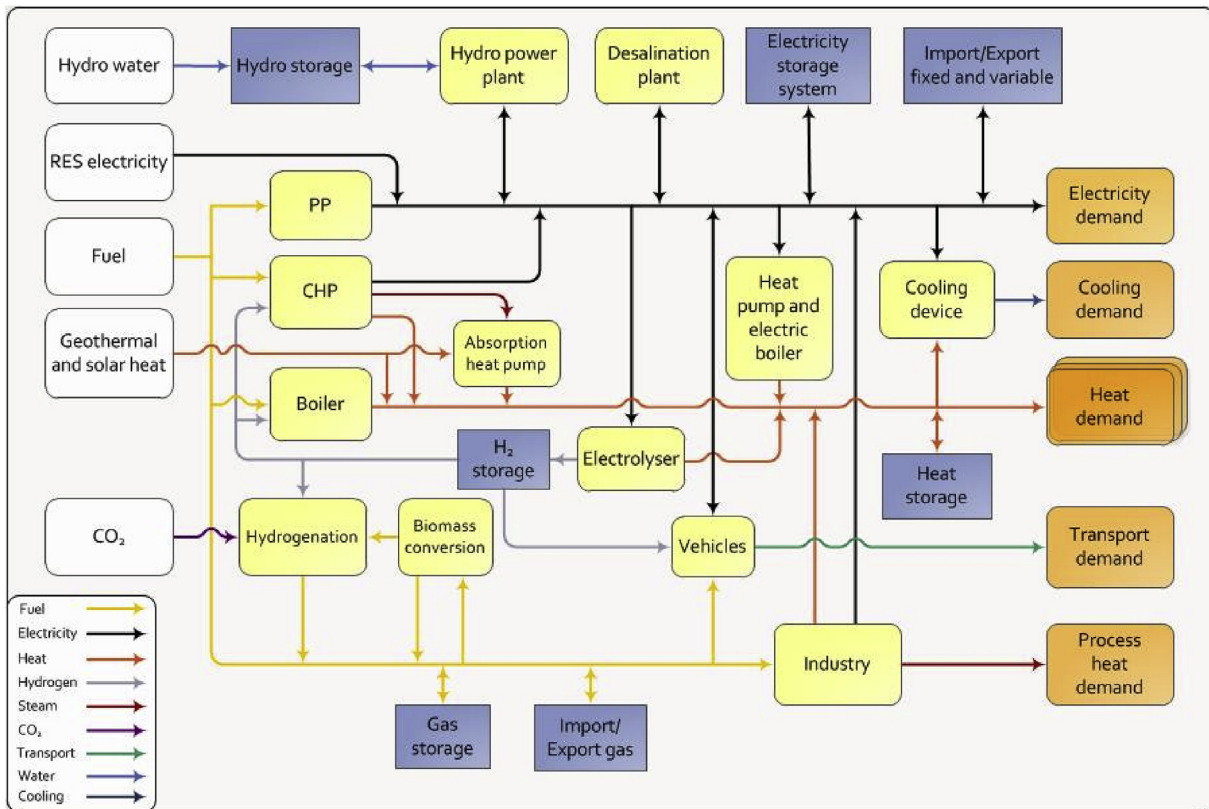 Hydro water
Hydro storage
Hydro power
plant
Desalination
plant
Electricity
storage
system
Import/Export
fixed and variable
RES electricity
PP
Electricity
demand
Fuel
CHP
Heat
pump and
electric
boiler
Cooling
device
Cooling
demand
Geothermal
and solar heat
Absorption
heat pump
Boiler
Heat
demand
H₂
storage
Electrolyser
Heat
storage
CO₂
Hydrogenation
Biomass
conversion
Vehicles
Transport
demand
Industry
Process
heat
demand
Gas
storage
Import/
Export gas
Fuel
Electricity
Heat
Hydrogen
Steam
CO₂
Transport
Water
Cooling